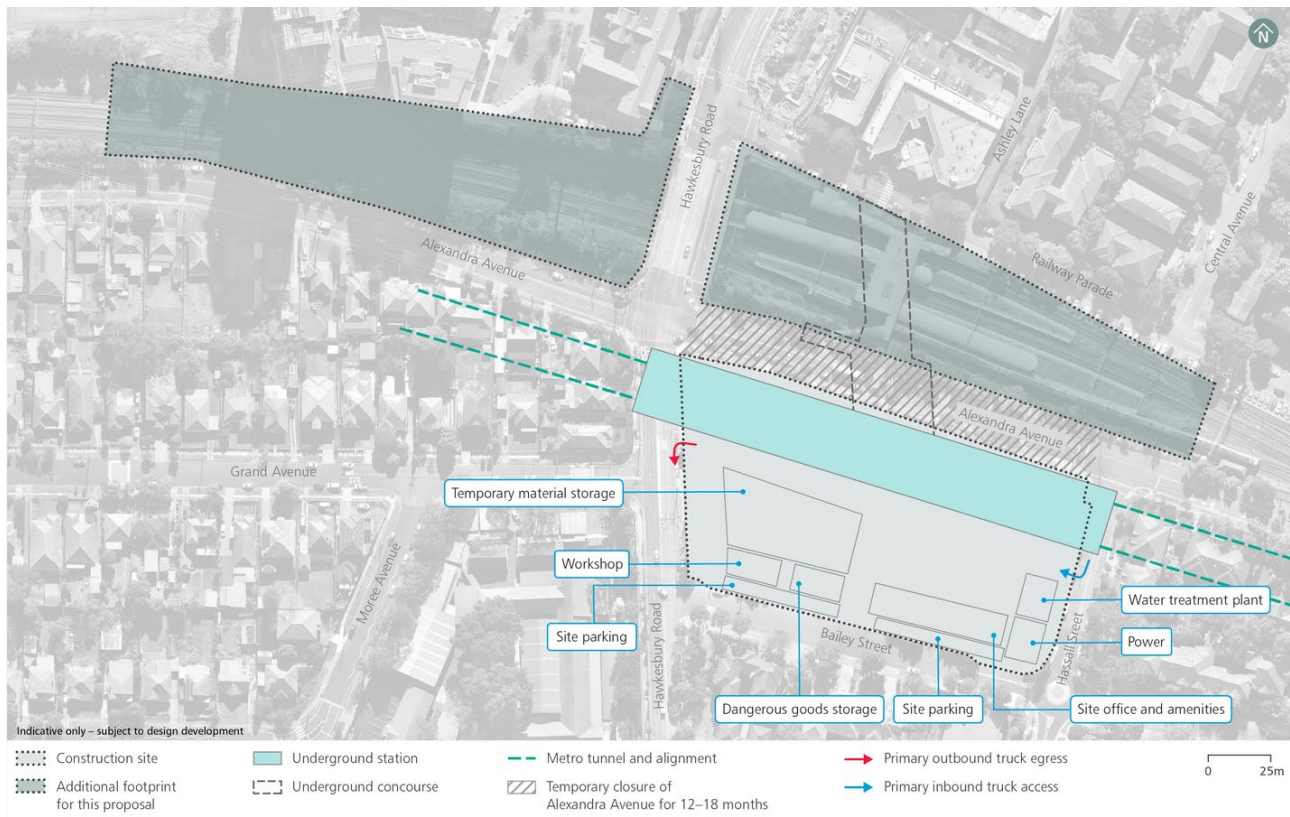 N
Hawkesbury Road
Ashley Lane
Central Avenue
Railway Parade
Alexandra Avenue
Alexandra Avenue
Grand Avenue
Temporary material storage
Moree Avenue
Workshop
Water treatment plant
Site parking
Hawkesbury Road
Bailey Street
Hassall Sreet
Power
Dangerous goods storage
Site parking
Site office and amenities
Indicative only – subject to design development
Construction site
Additional footprint
for this proposal
Underground station
Underground concourse
Metro tunnel and alignment
Temporary closure of
Alexandra Avenue for 12–18 months
Primary outbound truck egress
Primary inbound truck access
0 25m